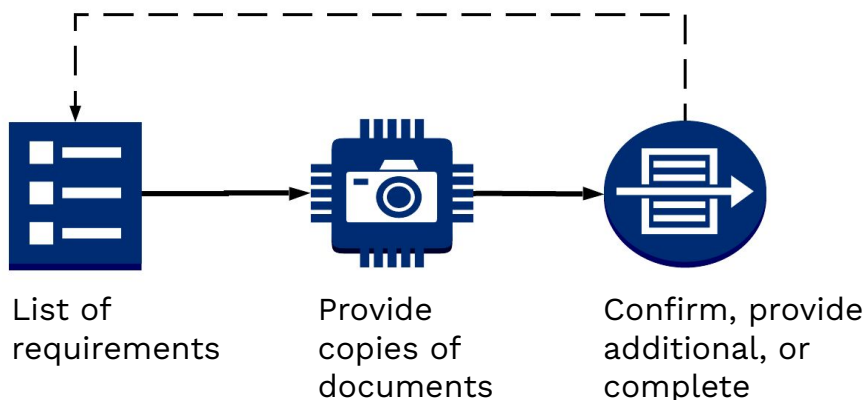 List of
requirements
Provide
copies of
documents
Confirm, provide
additional, or
complete